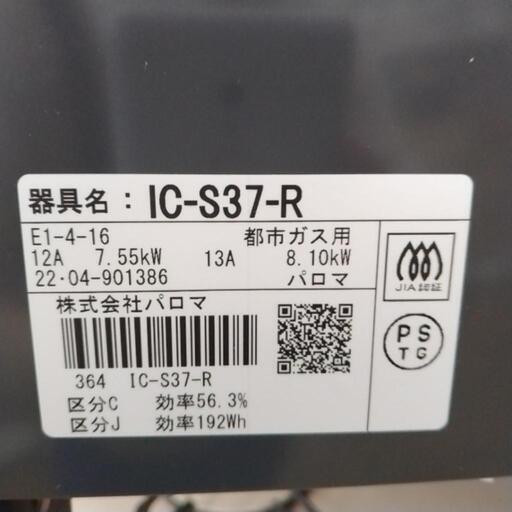 器具名：IC-S37-R
E1-4-16 都市ガス用
12A 7.55kW 13A 8.10kW
22・04-901386 パロマ
株式会社パロマ
364 IC-S37-R
区分C 効率56.3%
区分J 効率192Wh
JIA認証
PS
TG